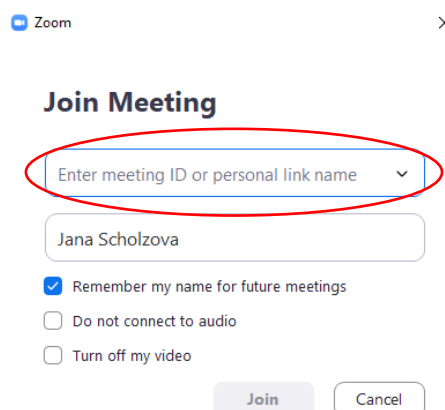 Zoom
Join Meeting
Enter meeting ID or personal link name
Jana Scholzova
Remember my name for future meetings
Do not connect to audio
Turn off my video
Join Cancel